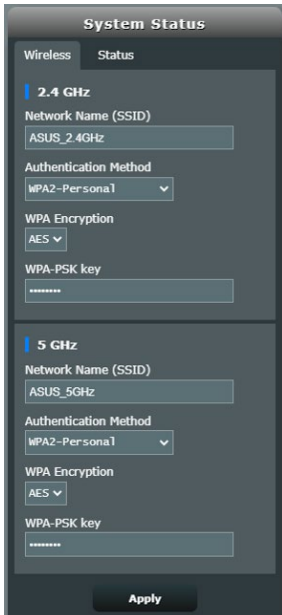 System Status
Wireless Status
2.4 GHz
Network Name (SSID)
ASUS_2.4GHz
Authentication Method
WPA2-Personal
WPA Encryption
AES
WPA-PSK key
••••••••
5 GHz
Network Name (SSID)
ASUS_5GHz
Authentication Method
WPA2-Personal
WPA Encryption
AES
WPA-PSK key
••••••••
Apply